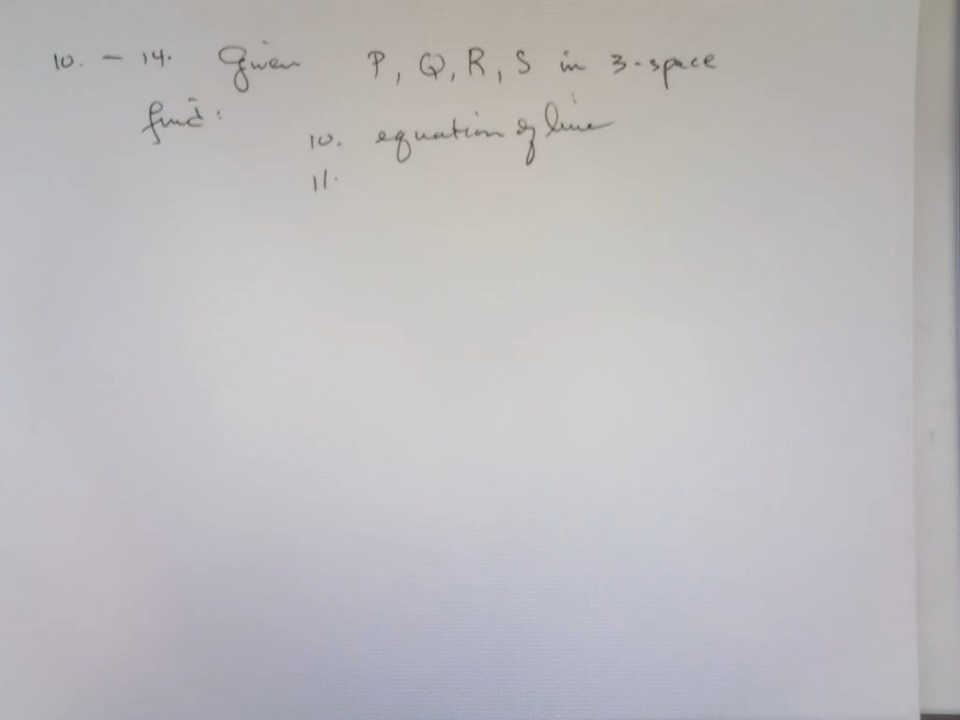 10. - 14. Given P, Q, R, S in 3-space
find:
10. equation of line
11.